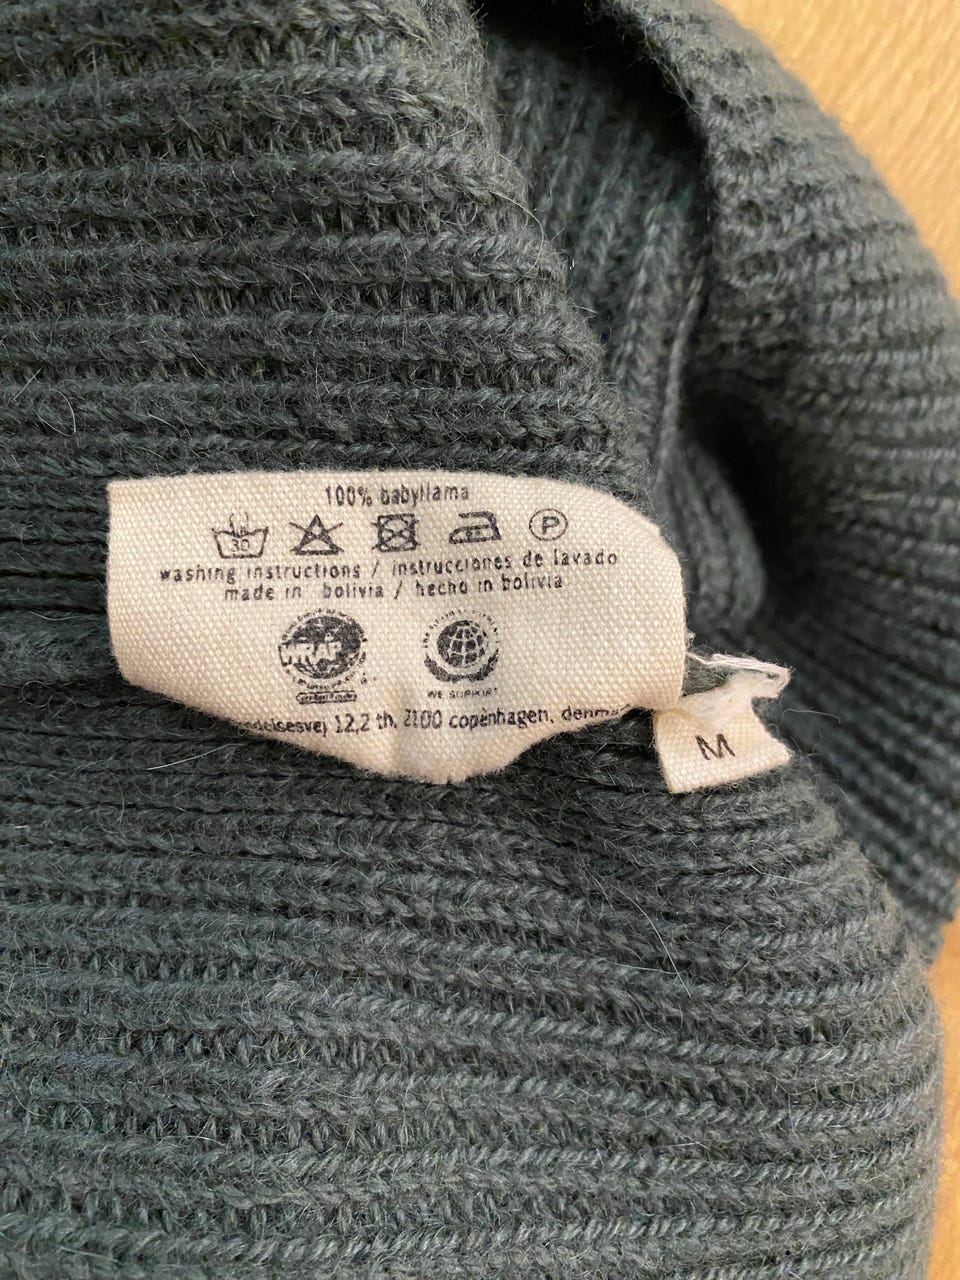 100% babyllama
30
P
washing instructions / instrucciones de lavado
made in bolivia / hecho in bolivia
WRAP
WE SUPPORT
12,2 th, 2100 copenhagen,
M